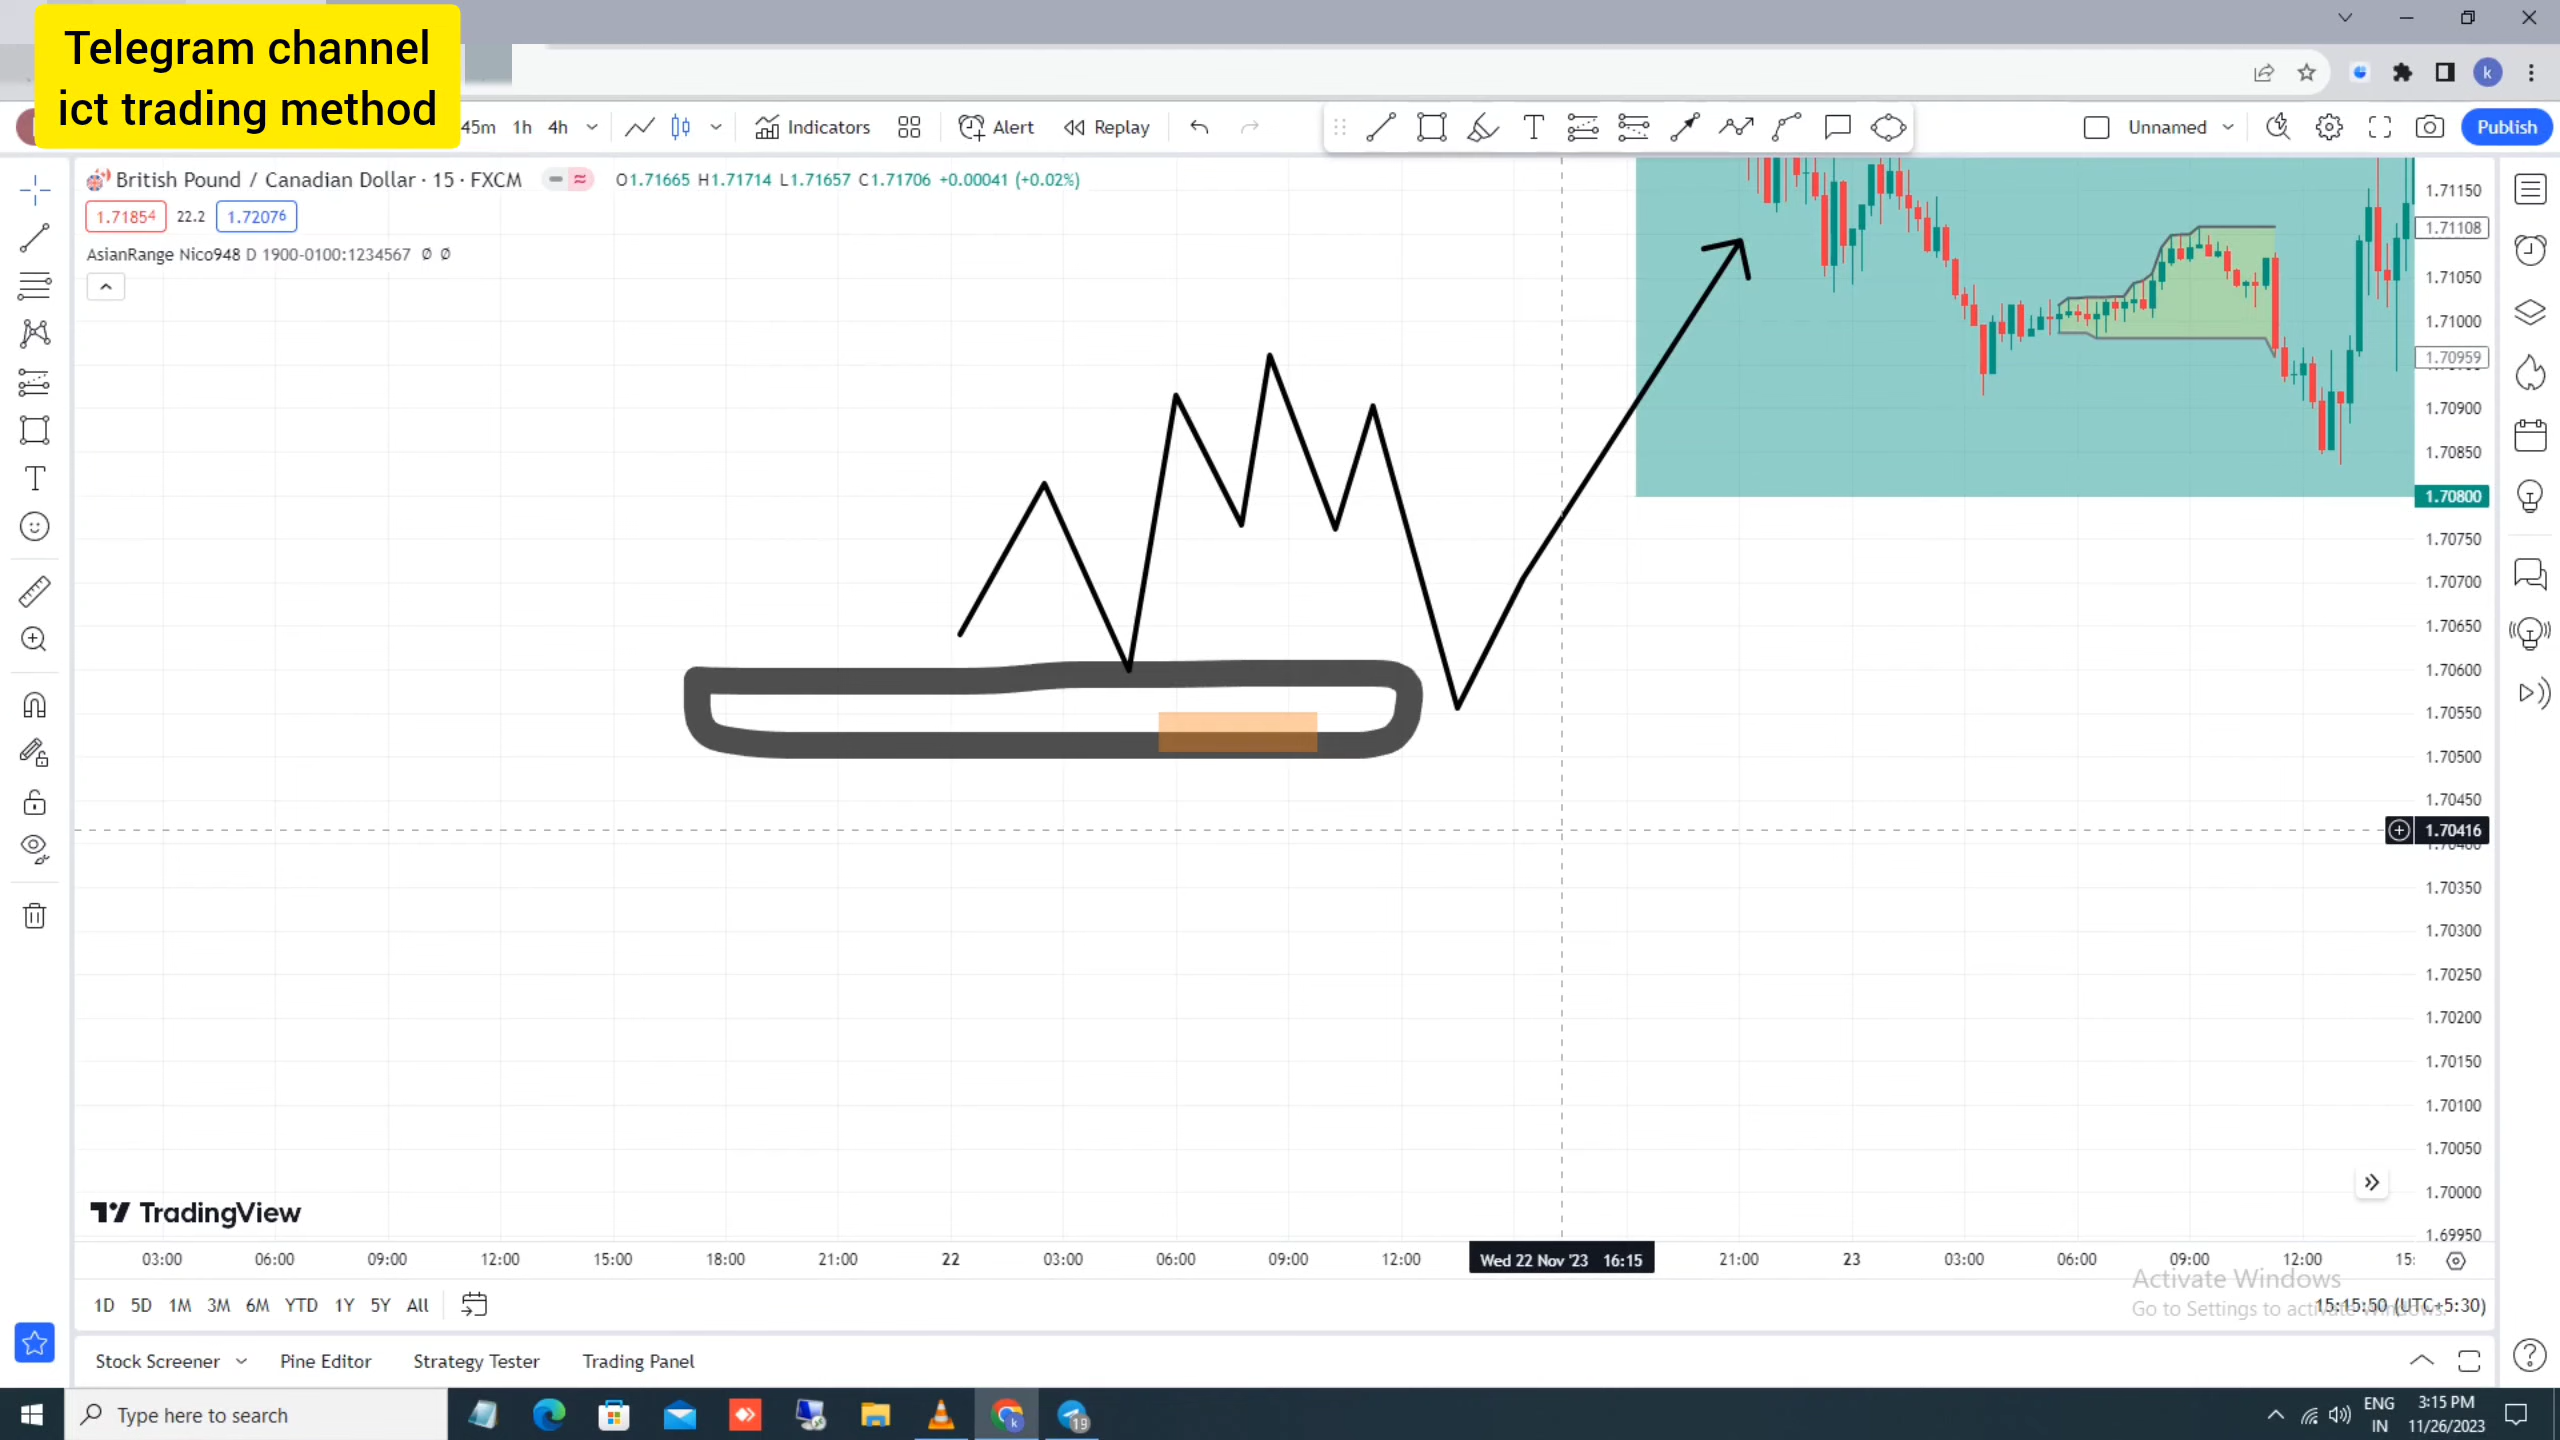 Telegram channel
ict trading method
45m 1h 4h Indicators Alert Replay Unnamed Publish
British Pound / Canadian Dollar · 15 · FXCM O1.71665 H1.71714 L1.71657 C1.71706 +0.00041 (+0.02%)
1.71854 22.2 1.72076
AsianRange Nico948 D 1900-0100:1234567 ∅ ∅
1.71150
1.71108
1.71050
1.71000
1.70959
1.70900
1.70850
1.70800
1.70750
1.70700
1.70650
1.70600
1.70550
1.70500
1.70450
1.70416
1.70350
1.70300
1.70250
1.70200
1.70150
1.70100
1.70050
1.70000
1.69950
TradingView
03:00 06:00 09:00 12:00 15:00 18:00 21:00 22 03:00 06:00 09:00 12:00 Wed 22 Nov '23 16:15 21:00 23 03:00 06:00 09:00 12:00 15:
Activate Windows
Go to Settings to activate Windows.
1D 5D 1M 3M 6M YTD 1Y 5Y All 15:15:50 (UTC+5:30)
Stock Screener Pine Editor Strategy Tester Trading Panel
Type here to search
k
19
ENG
IN
3:15 PM
11/26/2023